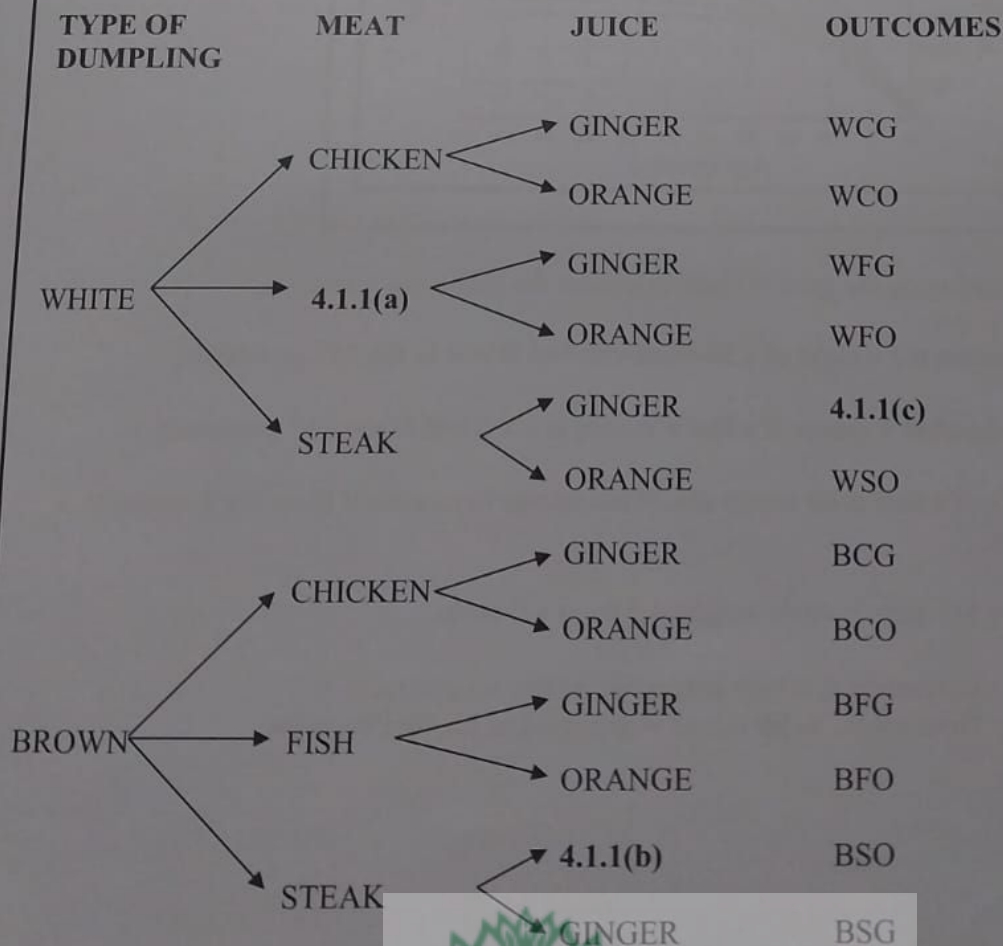 TYPE OF DUMPLING MEAT JUICE OUTCOMES
GINGER WCG
CHICKEN
ORANGE WCO
GINGER WFG
WHITE 4.1.1(a)
ORANGE WFO
GINGER 4.1.1(c)
STEAK
ORANGE WSO
GINGER BCG
CHICKEN
ORANGE BCO
GINGER BFG
BROWN FISH
ORANGE BFO
4.1.1(b) BSO
STEAK
GINGER BSG